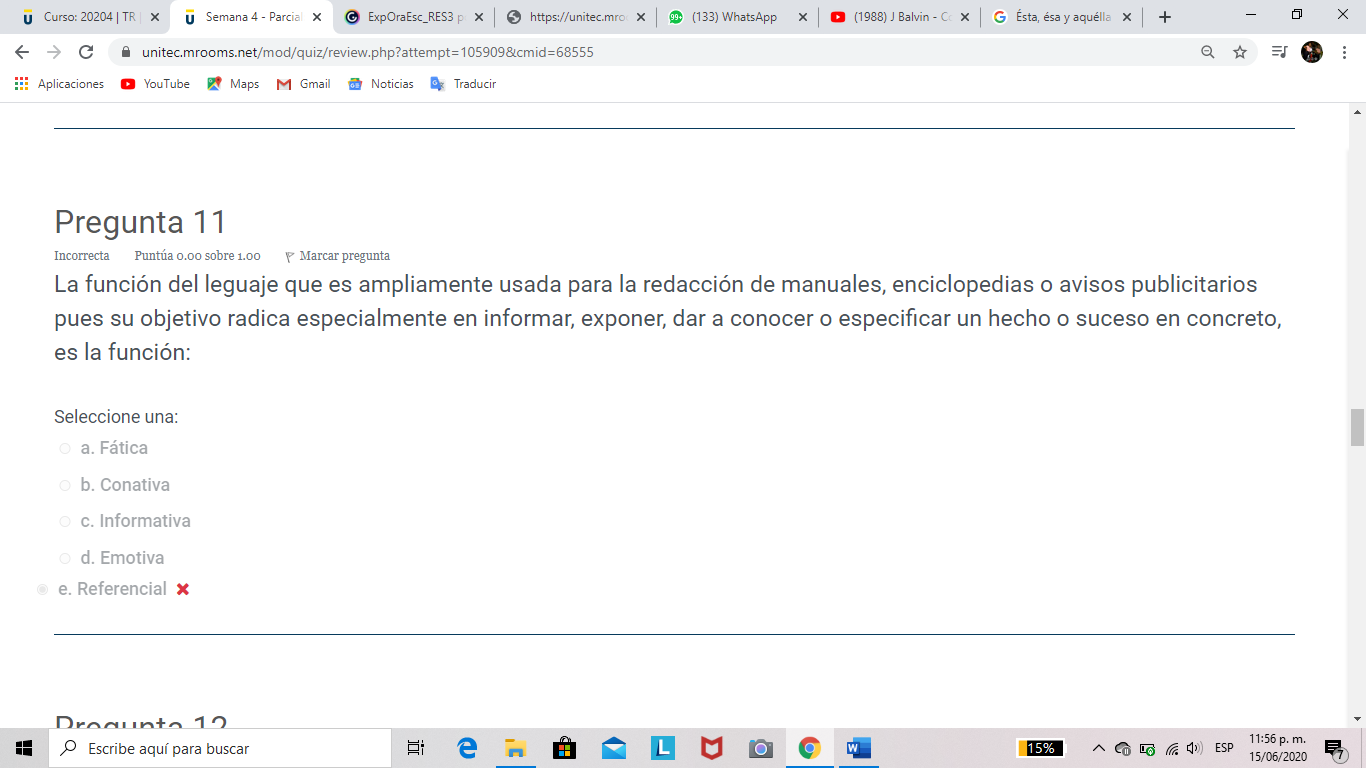 Curso: 20204 | TR
Semana 4 - Parcia
ExpOraEsc_RES3 p
https://unitec.mro
(133) WhatsApp
(1988) J Balvin - C
Ésta, ésa y aquélla
unitec.mrooms.net/mod/quiz/review.php?attempt=105909&cmid=68555
Aplicaciones
YouTube
Maps
Gmail
Noticias
Traducir
Pregunta 11
Incorrecta Puntúa 0.00 sobre 1.00 Marcar pregunta
La función del leguaje que es ampliamente usada para la redacción de manuales, enciclopedias o avisos publicitarios
pues su objetivo radica especialmente en informar, exponer, dar a conocer o especificar un hecho o suceso en concreto,
es la función:
Seleccione una:
a. Fática
b. Conativa
c. Informativa
d. Emotiva
e. Referencial
Pregunta 12
Escribe aquí para buscar
15%
ESP
11:56 p. m.
15/06/2020
7